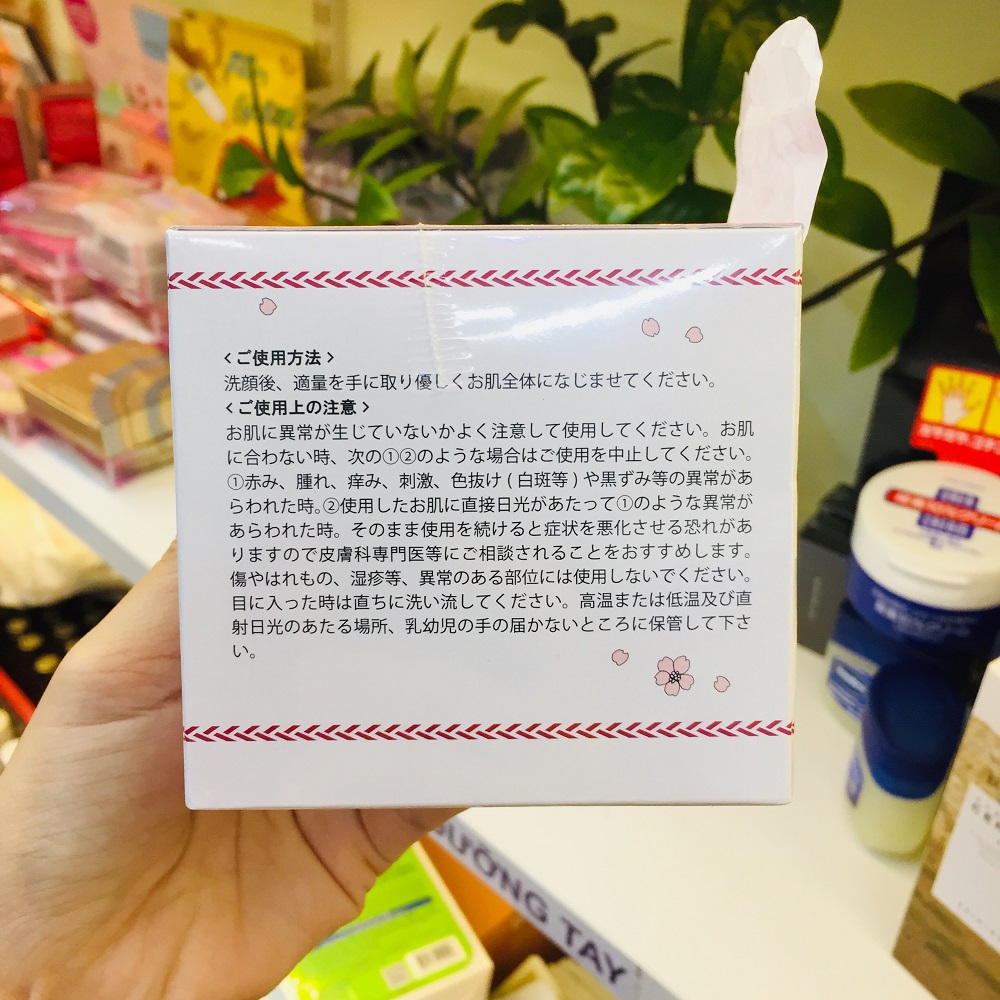 <ご使用方法>
洗顔後、適量を手に取り優しくお肌全体になじませてください。
<ご使用上の注意>
お肌に異常が生じていないかよく注意して使用してください。お肌
に合わない時、次の①②のような場合はご使用を中止してください。
①赤み、腫れ、痒み、刺激、色抜け(白斑等)や黒ずみ等の異常があ
らわれた時。②使用したお肌に直接日光があたって①のような異常が
あらわれた時。そのまま使用を続けると症状を悪化させる恐れがあ
りますので皮膚科専門医等にご相談されることをおすすめします。
傷やはれもの、湿疹等、異常のある部位には使用しないでください。
目に入った時は直ちに洗い流してください。高温または低温及び直
射日光のあたる場所、乳幼児の手の届かないところに保管して下さ
い。
ƯỠNG TAY